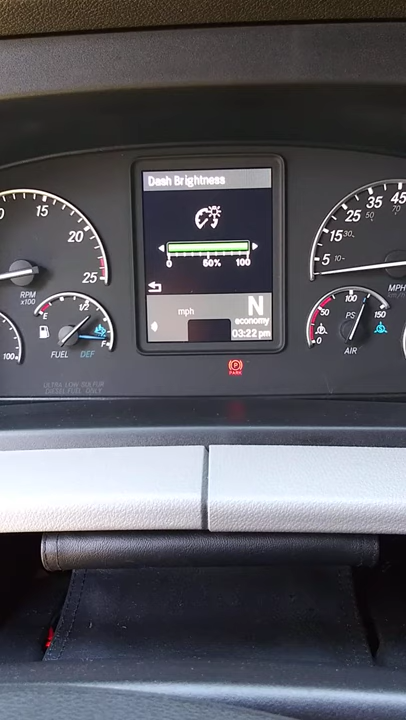 Dash Brightness
0 50% 100
mph
N
economy
03:22 pm
15
20
25
RPM
x100
E 1/2 F
FUEL DEF
100
ULTRA LOW SULFUR
DIESEL FUEL ONLY
PARK
5
15
25
35
45
10
30
50
70
MPH
km/h
0
50
100
150
PSI
AIR